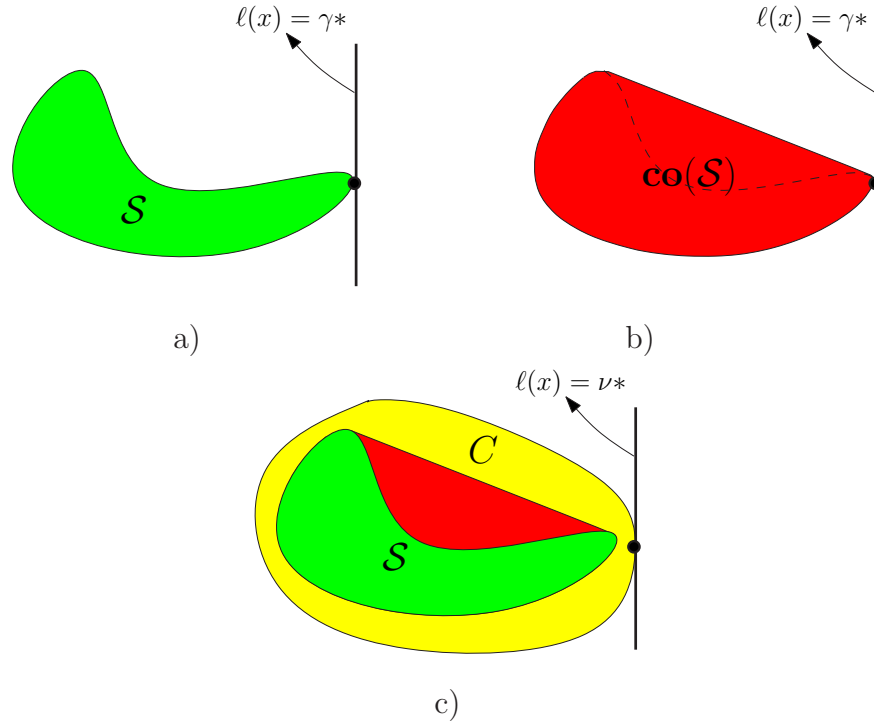 ℓ(x) = γ*
ℓ(x) = γ*
S
co(S)
a)
b)
ℓ(x) = ν*
C
S
c)